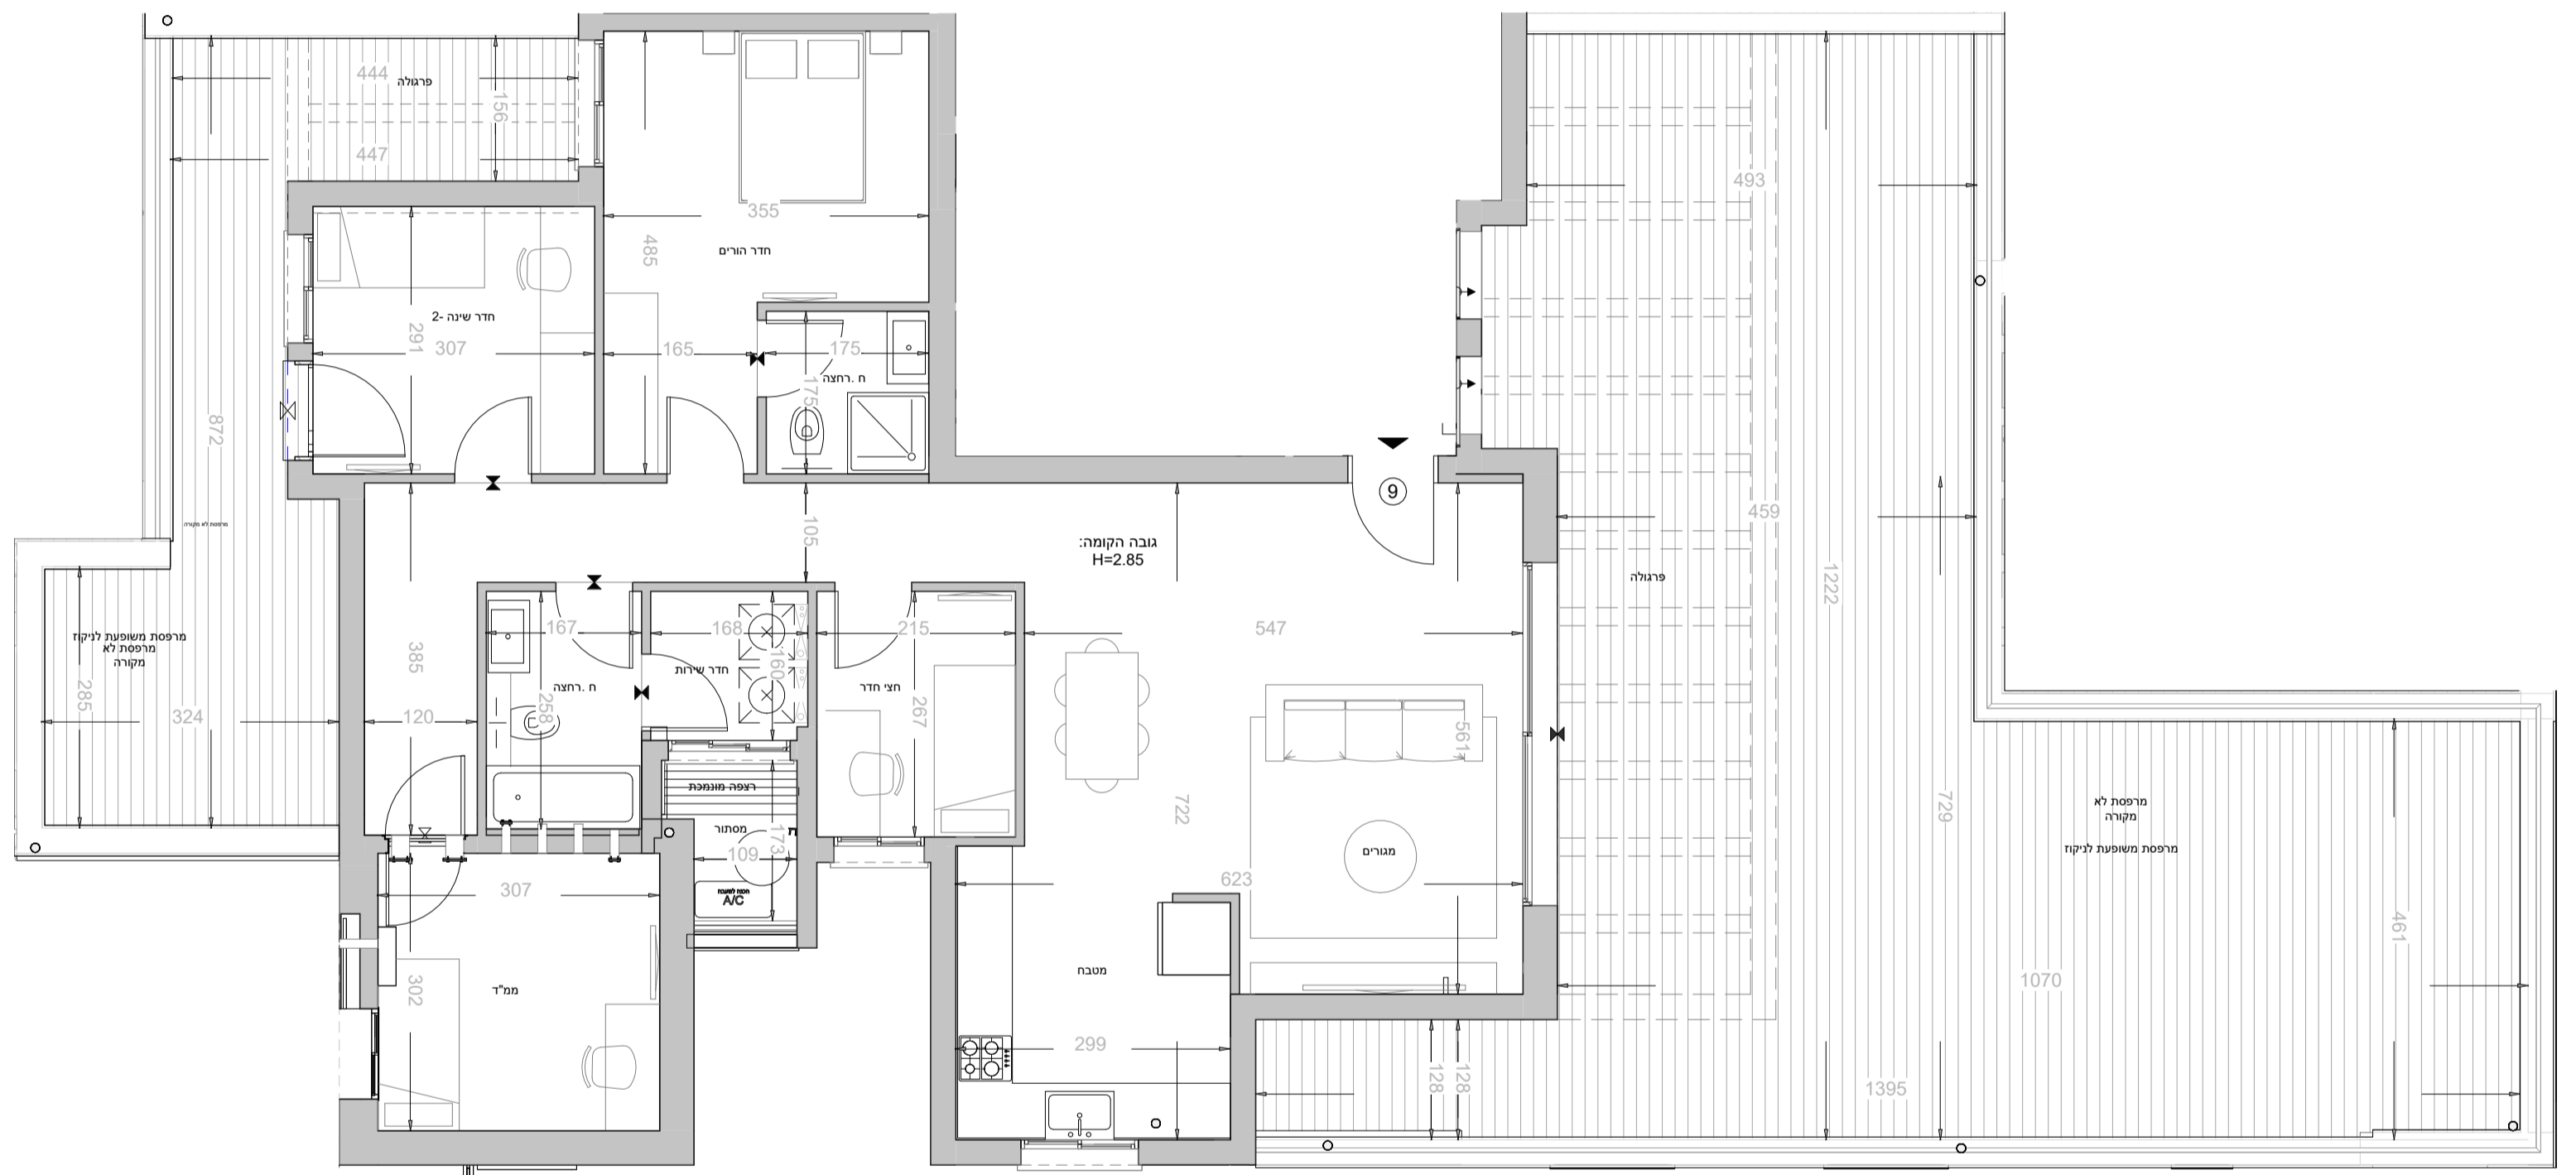 444
פרגולה
156
447
355
485
חדר הורים
493
חדר שינה -2
291
307
165
175
ח .רחצה
175
872
459
9
מרפסת לא מקורה
105
גובה הקומה:
H=2.85
פרגולה
1222
מרפסת משופעת לניקוז
מרפסת לא
מקורה
285
324
385
120
167
ח .רחצה
258
168
חדר שירות
160
215
חצי חדר
267
547
561
722
729
מרפסת לא
מקורה
מרפסת משופעת לניקוז
רצפה מונמכת
מסתור
173
109
A/C
מגורים
623
461
307
302
ממ"ד
מטבח
1070
299
128
128
1395